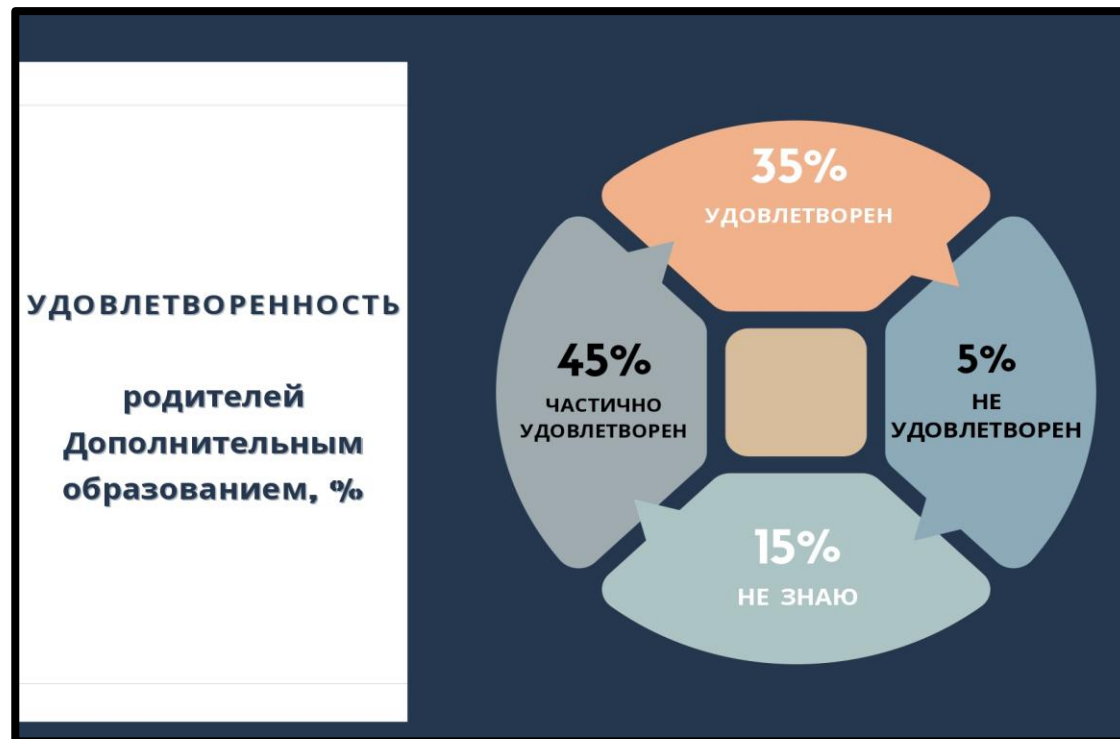 УДОВЛЕТВОРЕННОСТЬ
родителей
Дополнительным
образованием, %
35%
УДОВЛЕТВОРЕН
45%
ЧАСТИЧНО
УДОВЛЕТВОРЕН
5%
НЕ
УДОВЛЕТВОРЕН
15%
НЕ ЗНАЮ